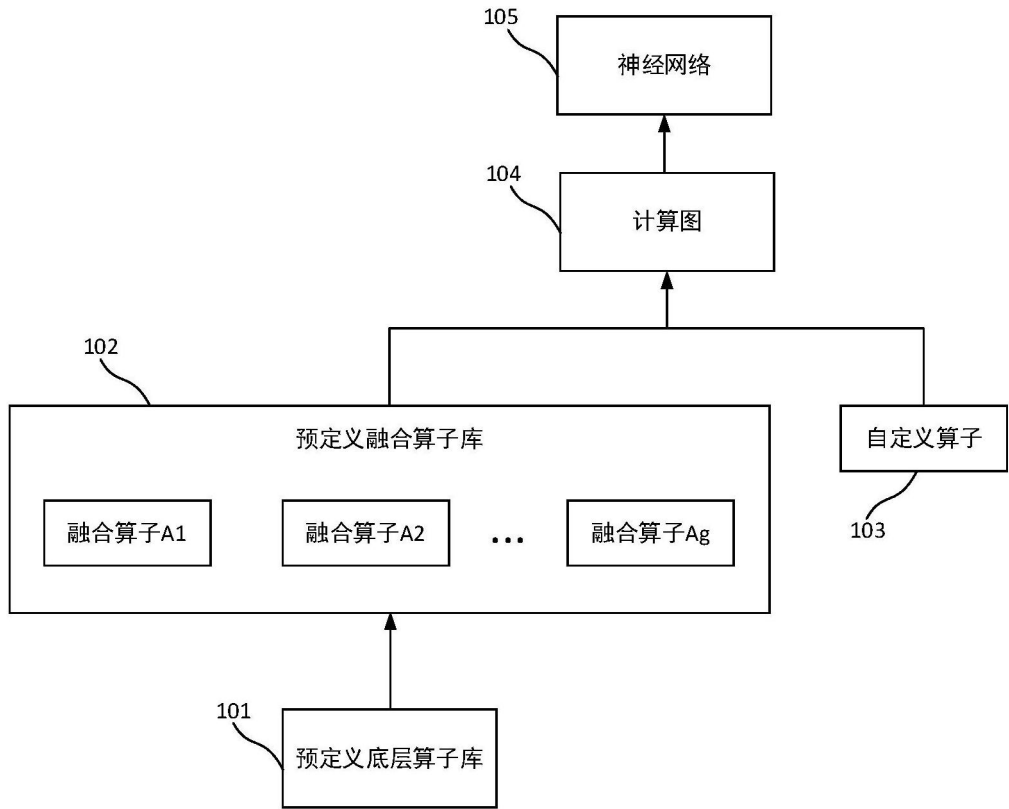 105
神经网络
104
计算图
102
预定义融合算子库
自定义算子
融合算子A1
融合算子A2
...
融合算子Ag
103
101
预定义底层算子库